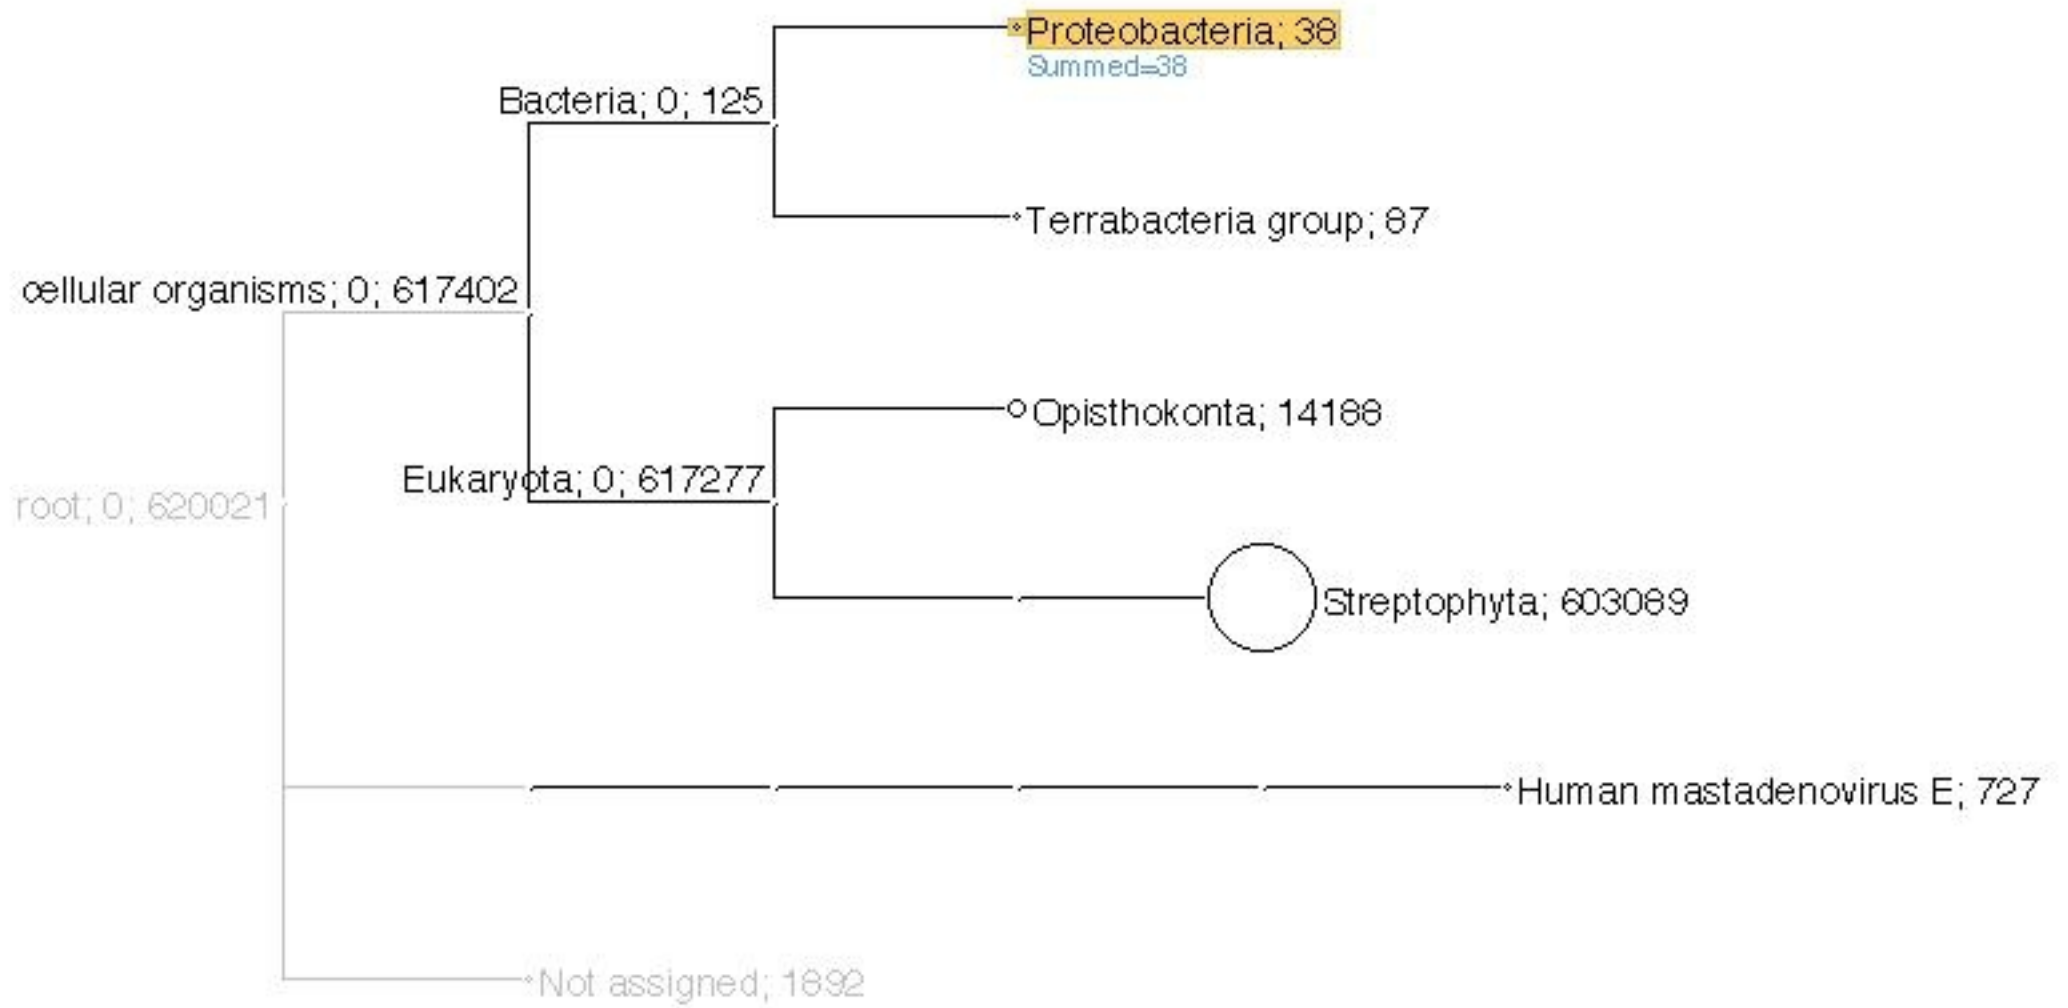 Proteobacteria; 38
Summed=38
Bacteria; 0; 125
Terrabacteria group; 87
cellular organisms; 0; 617402
Opisthokonta; 14188
Eukaryota; 0; 617277
root; 0; 620021
Streptophyta; 603089
Human mastadenovirus E; 727
Not assigned; 1892